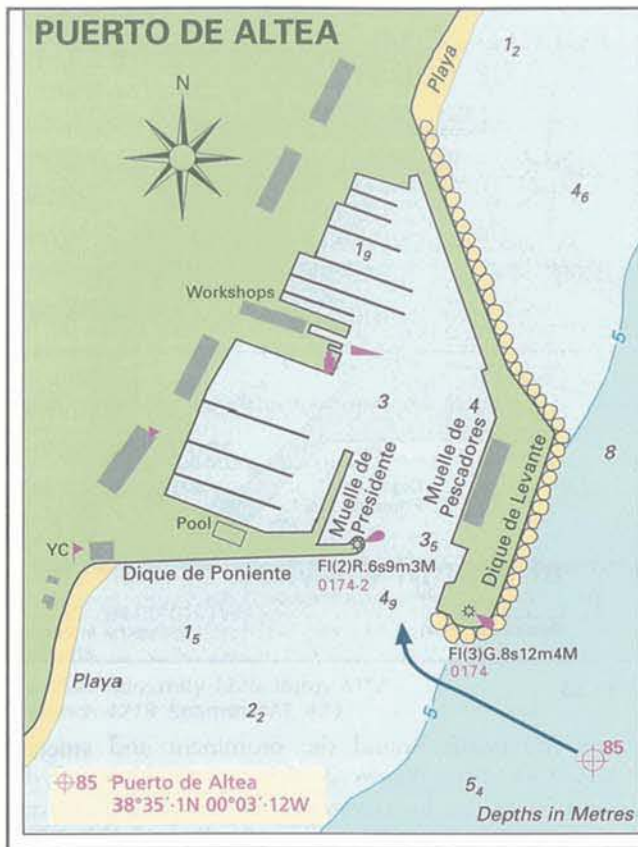 PUERTO DE ALTEA
N
Playa
1₂
4₆
1₉
Workshops
5
3
4
8
Muelle de
Presidente
Muelle de
Pescadores
Dique de Levante
Pool
3₅
YC
Dique de Poniente
Fl(2)R.6s9m3M
0174-2
4₉
1₅
Fl(3)G.8s12m4M
0174
Playa
2₂
5
85
85 Puerto de Altea
38°35´·1N 00°03´·12W
5₄
Depths in Metres